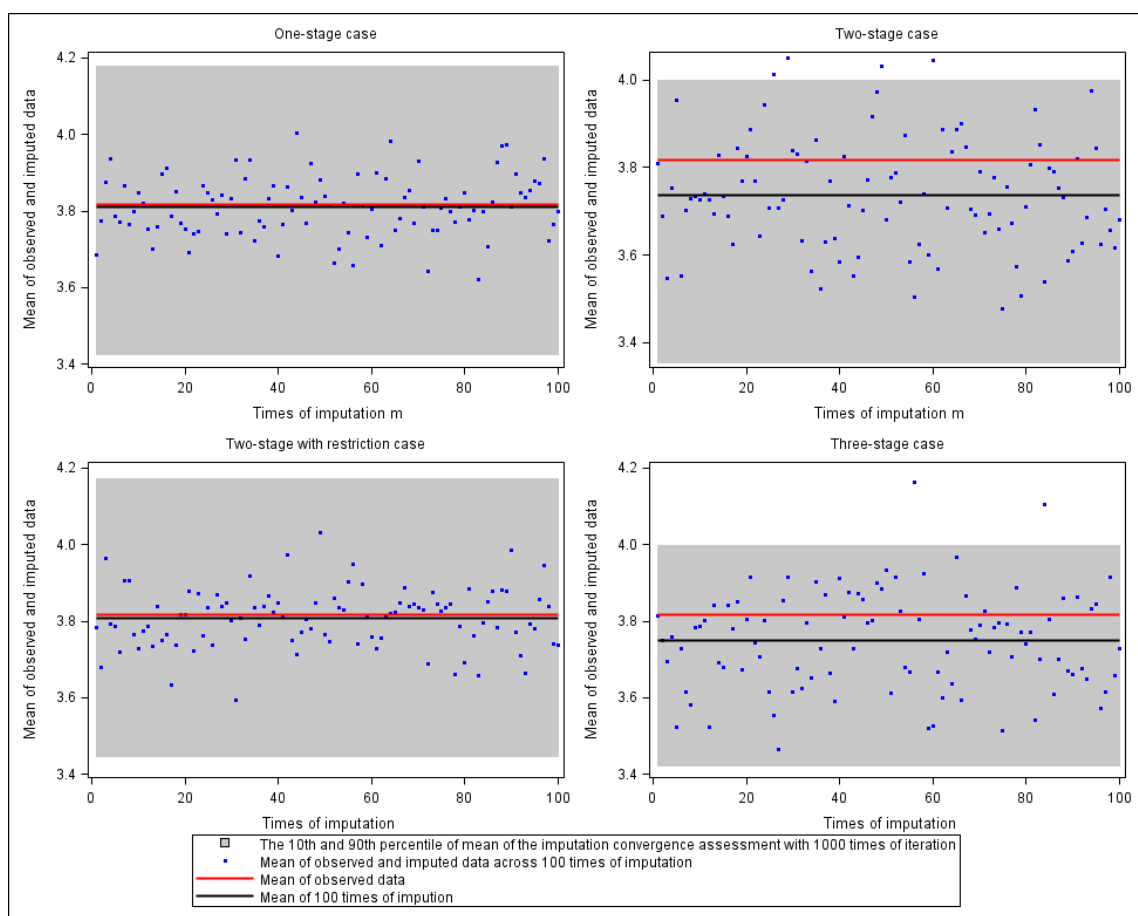 One-stage case
Mean of observed and imputed data
4.2
4.0
3.8
3.6
3.4
0 20 40 60 80 100
Times of imputation m
Two-stage case
Mean of observed and imputed data
4.0
3.8
3.6
3.4
0 20 40 60 80 100
Times of imputation m
Two-stage with restriction case
Mean of observed and imputed data
4.2
4.0
3.8
3.6
3.4
0 20 40 60 80 100
Times of imputation
Three-stage case
Mean of observed and imputed data
4.2
4.0
3.8
3.6
3.4
0 20 40 60 80 100
Times of imputation
The 10th and 90th percentile of mean of the imputation convergence assessment with 1000 times of iteration
Mean of observed and imputed data across 100 times of imputation
Mean of observed data
Mean of 100 times of impution